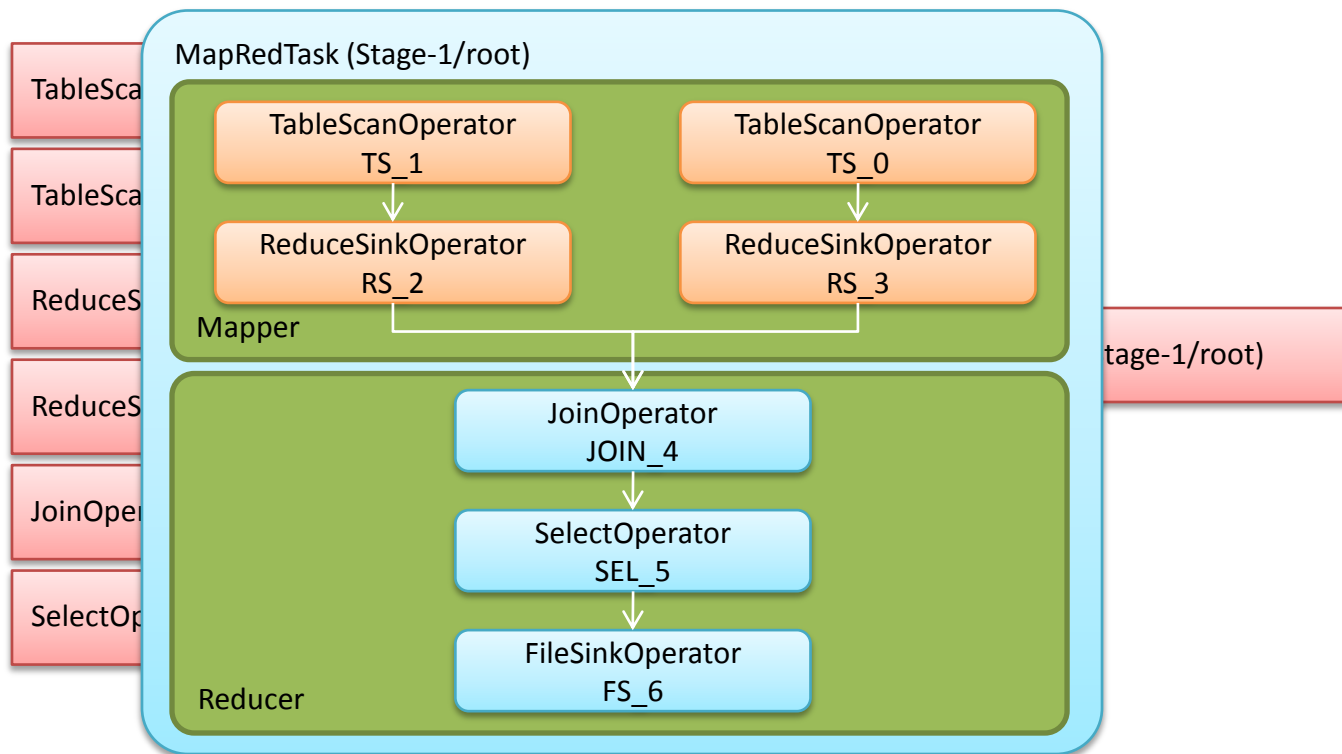 MapRedTask (Stage-1/root)
TableScanOperator
TS_1
TableScanOperator
TS_0
ReduceSinkOperator
RS_2
ReduceSinkOperator
RS_3
Mapper
JoinOperator
JOIN_4
SelectOperator
SEL_5
FileSinkOperator
FS_6
Reducer
TableSca
TableSca
ReduceS
ReduceS
JoinOper
SelectOp
tage-1/root)